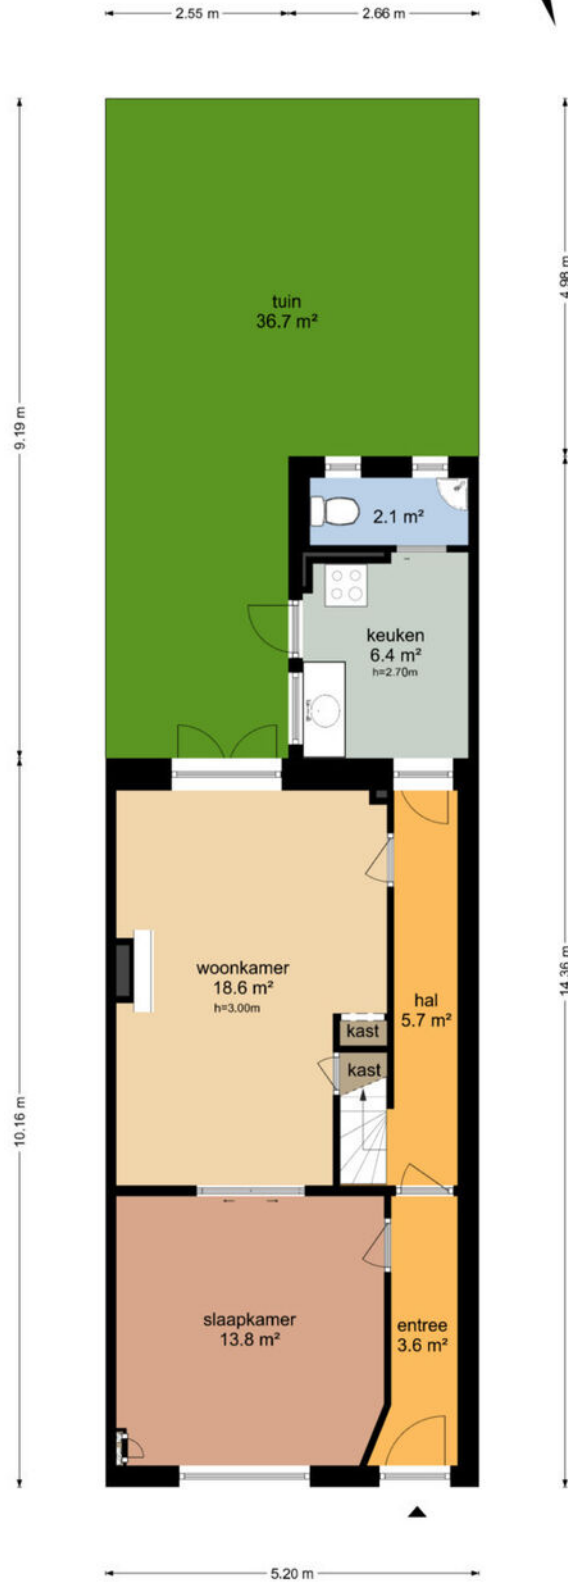 2.55 m
2.66 m
4.98 m
9.19 m
tuin
36.7 m²
2.1 m²
keuken
6.4 m²
h=2.70m
woonkamer
18.6 m²
h=3.00m
hal
5.7 m²
14.36 m
kast
kast
10.16 m
slaapkamer
13.8 m²
entree
3.6 m²
5.20 m